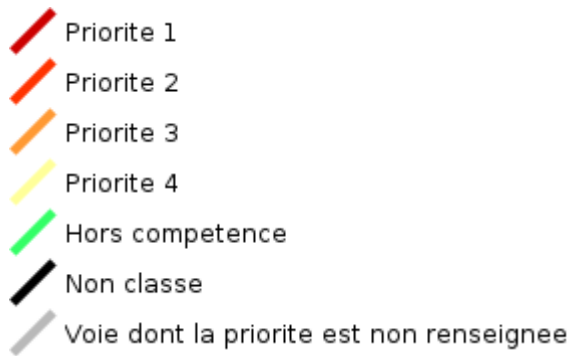 Priorite 1
Priorite 2
Priorite 3
Priorite 4
Hors competence
Non classe
Voie dont la priorite est non renseignee